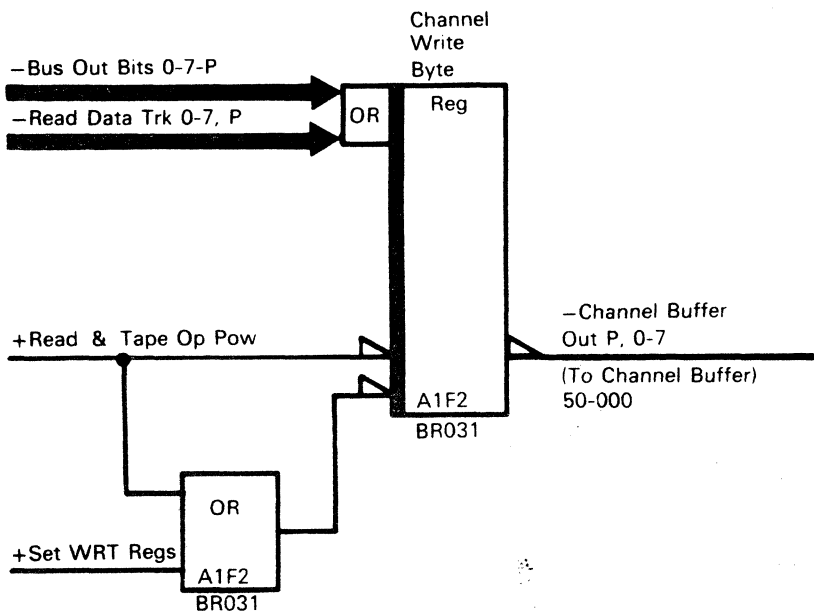 Channel
Write
Byte
—Bus Out Bits 0-7-P
Reg
OR
—Read Data Trk 0-7, P
—Channel Buffer
Out P, 0-7
+Read & Tape Op Pow
(To Channel Buffer)
50-000
A1F2
BR031
OR
+Set WRT Regs
A1F2
BR031